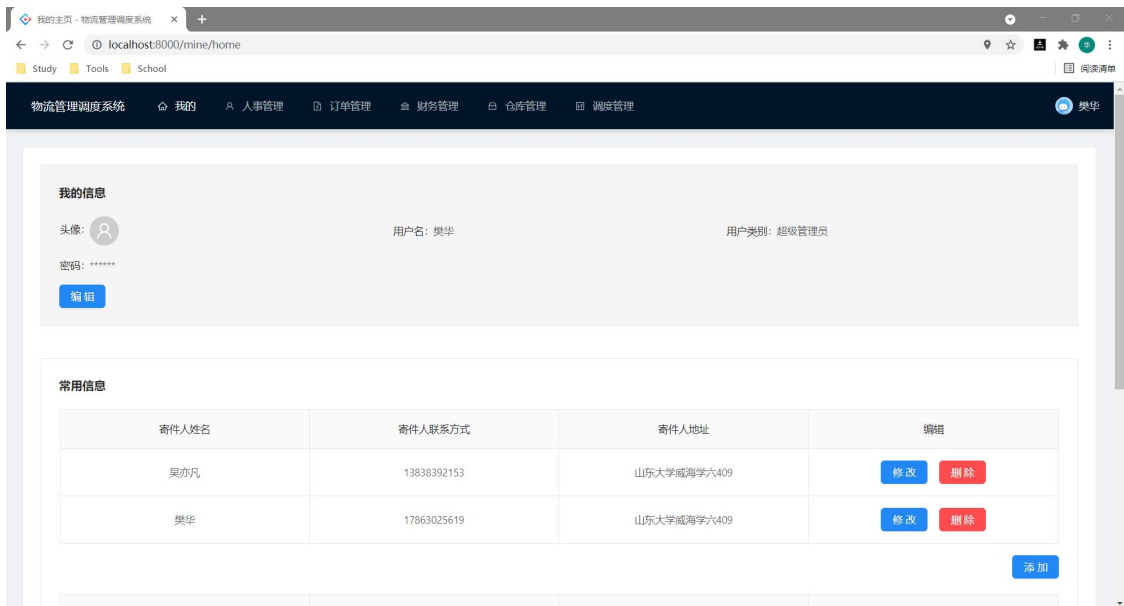 我的主页 - 物流管理调度系统
localhost:8000/mine/home
Study Tools School 阅读清单
物流管理调度系统 我的 人事管理 订单管理 财务管理 仓库管理 调度管理 樊华
我的信息
头像: 用户名: 樊华 用户类别: 超级管理员
密码: ******
编辑
常用信息
寄件人姓名 寄件人联系方式 寄件人地址 编辑
吴亦凡 13838392153 山东大学威海学六409 修改 删除
樊华 17863025619 山东大学威海学六409 修改 删除
添加